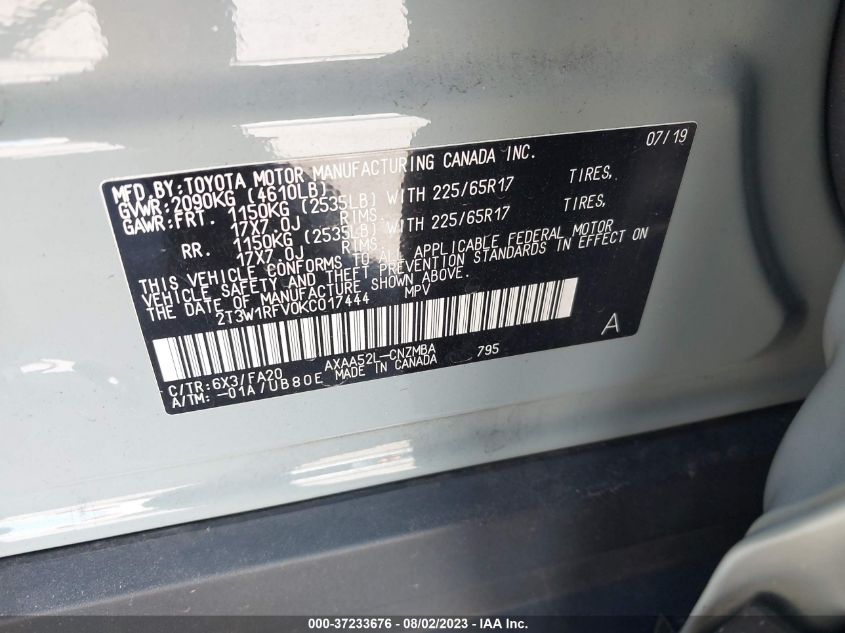 07/19
MFD.BY:TOYOTA MOTOR MANUFACTURING CANADA INC.
GVWR:2090KG (4610LB)
GAWR:FRT. 1150KG (2535LB) WITH 225/65R17 TIRES,
17X7.0J RIMS,
RR. 1150KG (2535LB) WITH 225/65R17 TIRES,
17X7.0J RIMS
THIS VEHICLE CONFORMS TO ALL APPLICABLE FEDERAL MOTOR
VEHICLE SAFETY AND THEFT PREVENTION STANDARDS IN EFFECT ON
THE DATE OF MANUFACTURE SHOWN ABOVE.
2T3W1RFV0KC017444 MPV
A
C/TR:6X3/FA20 AXAA52L-CNZMBA 795
A/TM:-01A/UB80E MADE IN CANADA
000-37233676 - 08/02/2023 - IAA Inc.